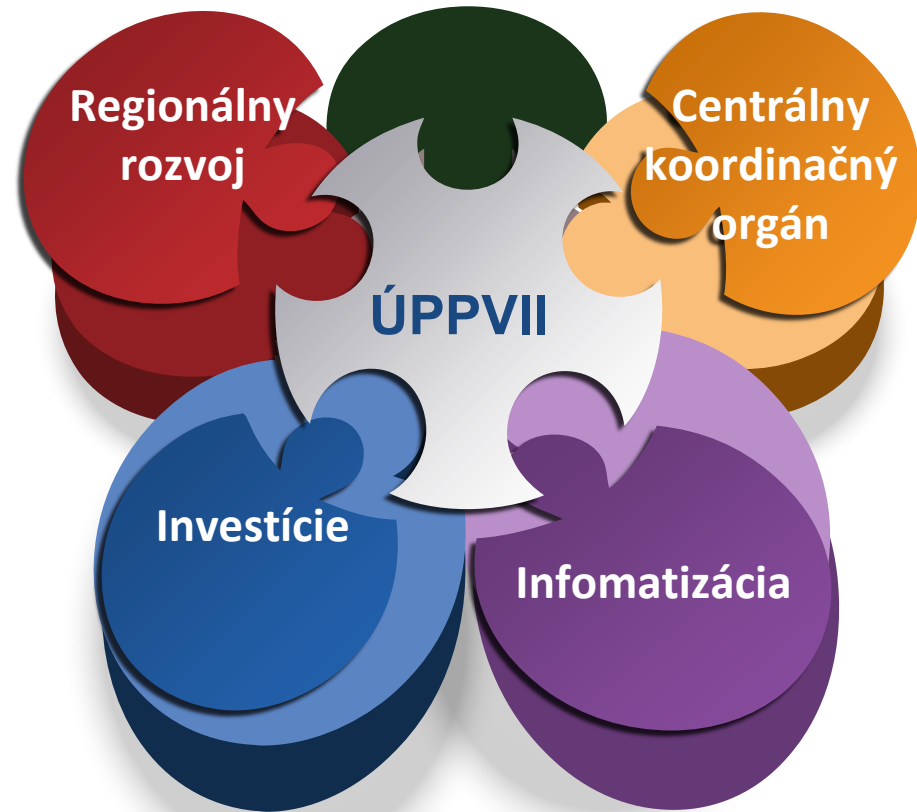 Regionálny
rozvoj
Centrálny
koordinačný
orgán
ÚPPVII
Investície
Infomatizácia